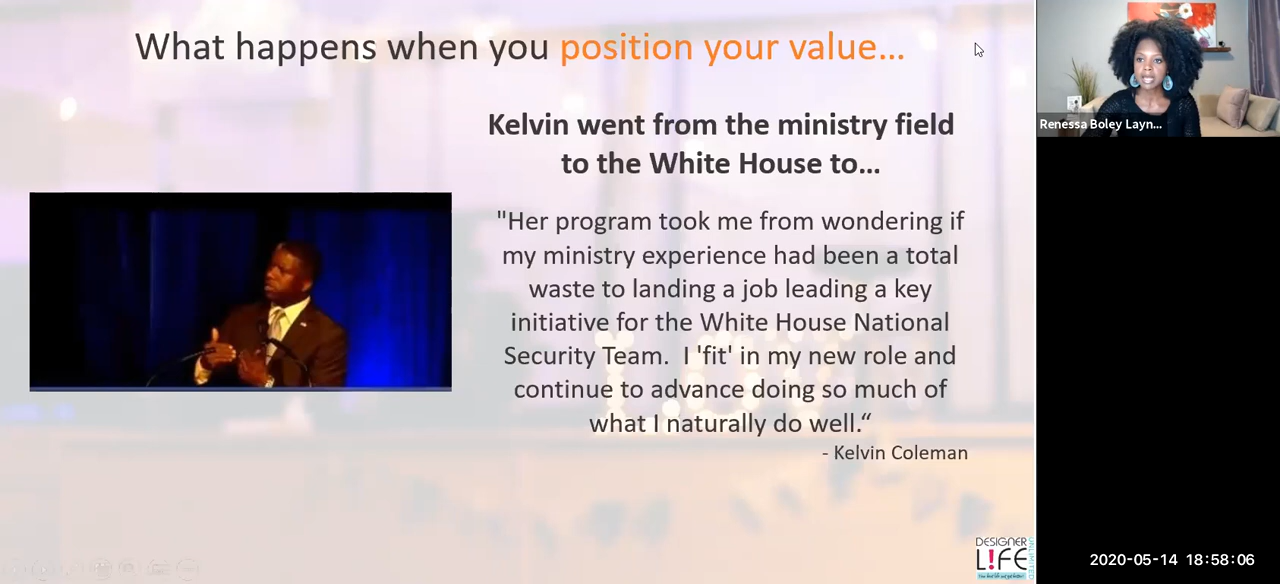 What happens when you position your value...
Kelvin went from the ministry field
to the White House to...
"Her program took me from wondering if
my ministry experience had been a total
waste to landing a job leading a key
initiative for the White House National
Security Team. I 'fit' in my new role and
continue to advance doing so much of
what I naturally do well.“
- Kelvin Coleman
Renessa Boley Layn...
DESIGNER
L!FE
UNLIMITED
2020-05-14 18:58:06